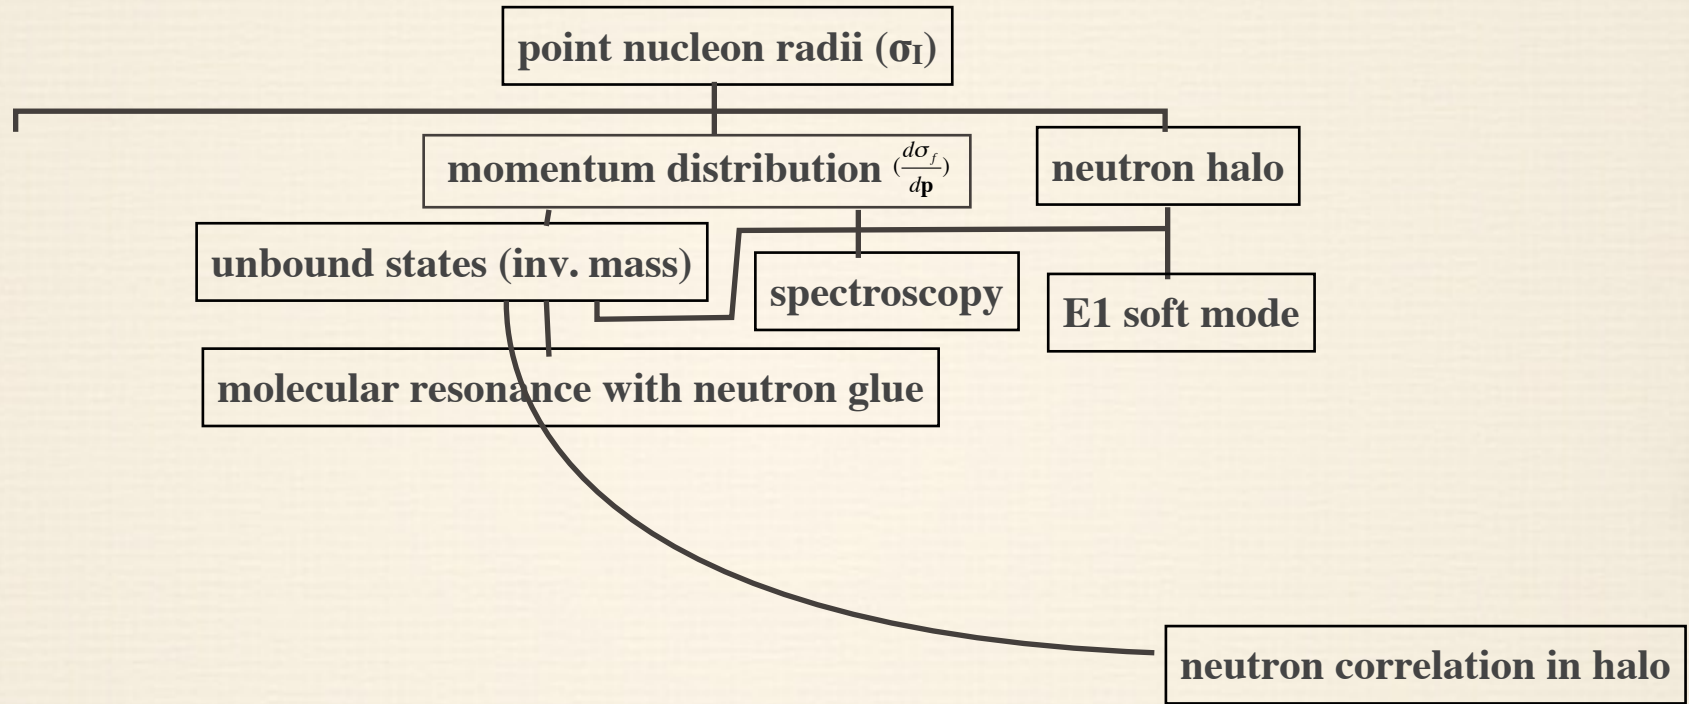 point nucleon radii (σI)
momentum distribution (dσf/dp)
neutron halo
unbound states (inv. mass)
spectroscopy
E1 soft mode
molecular resonance with neutron glue
neutron correlation in halo